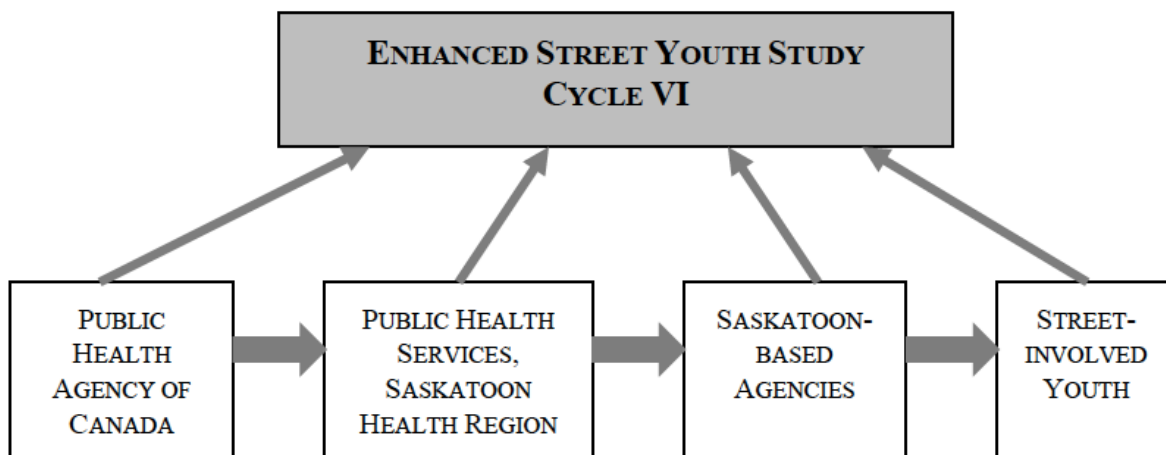 ENHANCED STREET YOUTH STUDY
CYCLE VI
PUBLIC
HEALTH
AGENCY OF
CANADA
PUBLIC HEALTH
SERVICES,
SASKATOON
HEALTH REGION
SASKATOON-
BASED
AGENCIES
STREET-
INVOLVED
YOUTH